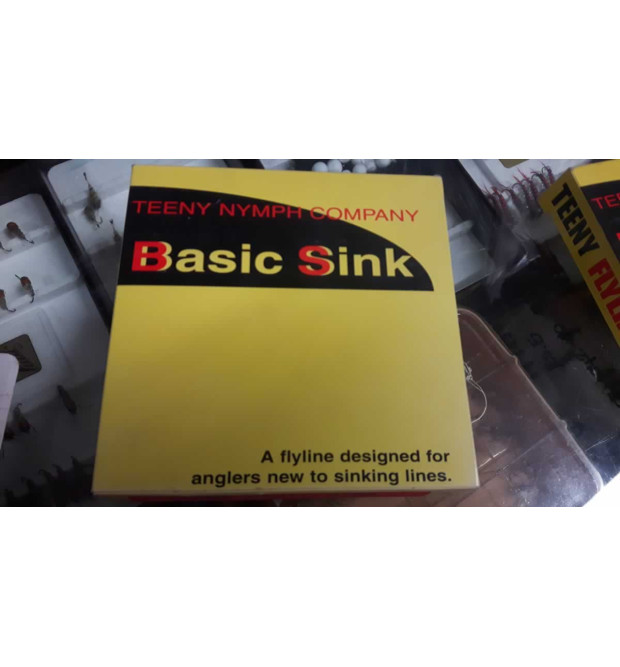 TEENY NYMPH COMPANY
Basic Sink
A flyline designed for
anglers new to sinking lines.
TEENY